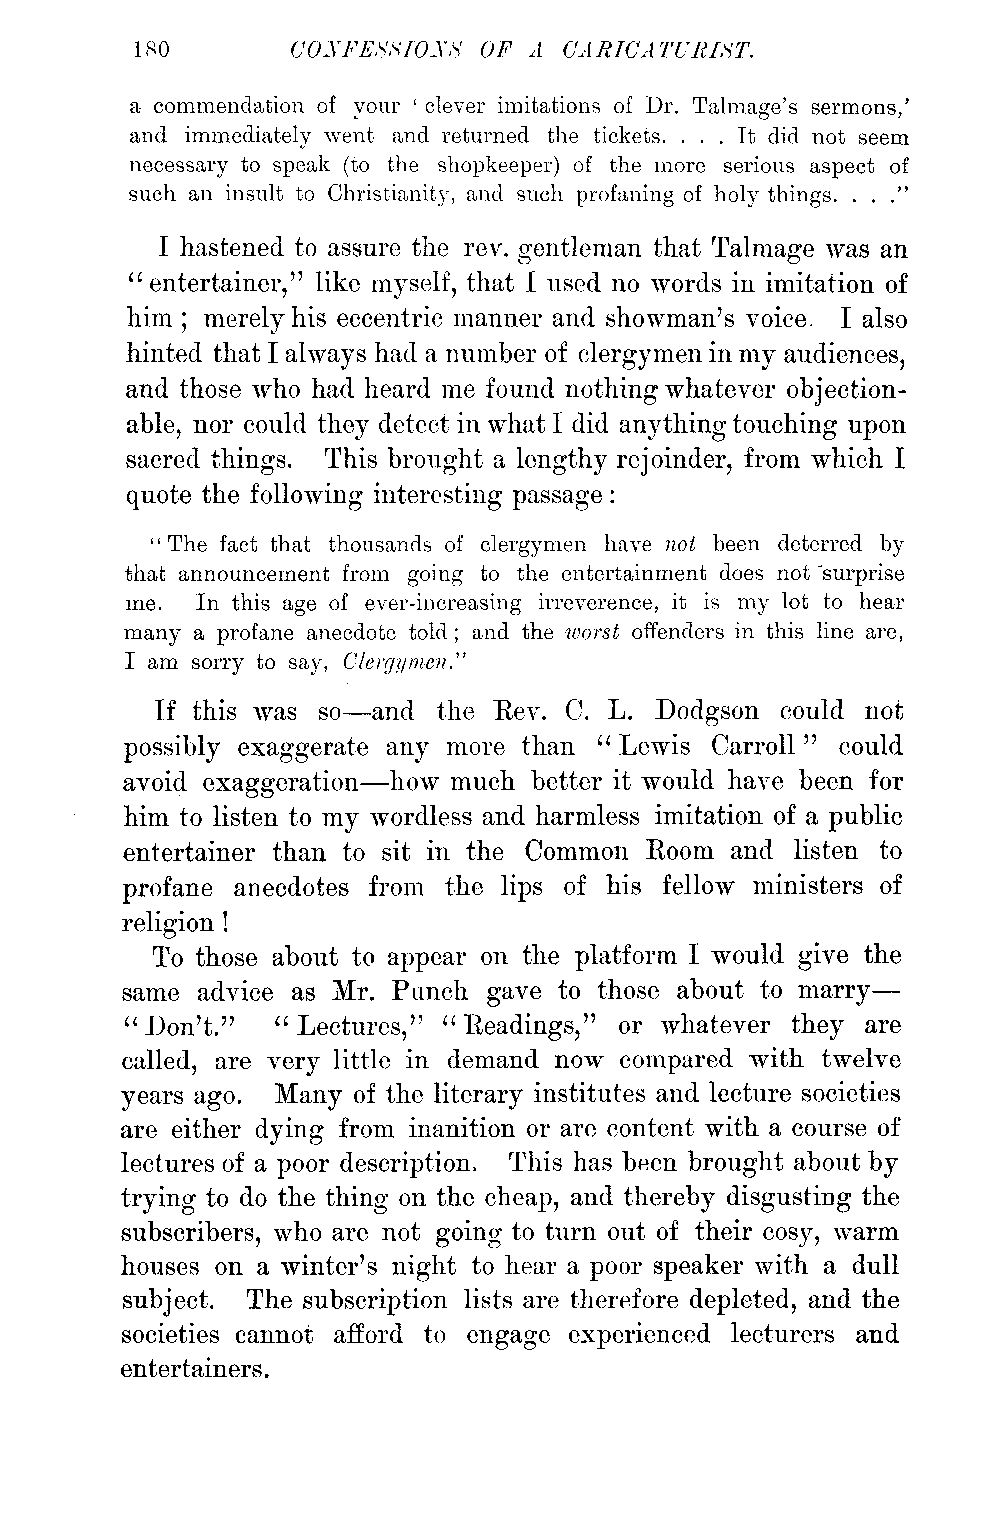 180 CONFESSIONS OF A CARICATURIST.
a commendation of your ‘ clever imitations of Dr. Talmage’s sermons,’
and immediately went and returned the tickets. . . . It did not seem
necessary to speak (to the shopkeeper) of the more serious aspect of
such an insult to Christianity, and such profaning of holy things. . . .”
I hastened to assure the rev. gentleman that Talmage was an
“ entertainer,” like myself, that I used no words in imitation of
him ; merely his eccentric manner and showman’s voice. I also
hinted that I always had a number of clergymen in my audiences,
and those who had heard me found nothing whatever objection-
able, nor could they detect in what I did anything touching upon
sacred things. This brought a lengthy rejoinder, from which I
quote the following interesting passage :
“ The fact that thousands of clergymen have not been deterred by
that announcement from going to the entertainment does not surprise
me. In this age of ever-increasing irreverence, it is my lot to hear
many a profane anecdote told ; and the worst offenders in this line are,
I am sorry to say, Clergymen.”
If this was so—and the Rev. C. L. Dodgson could not
possibly exaggerate any more than “ Lewis Carroll ” could
avoid exaggeration—how much better it would have been for
him to listen to my wordless and harmless imitation of a public
entertainer than to sit in the Common Room and listen to
profane anecdotes from the lips of his fellow ministers of
religion !
To those about to appear on the platform I would give the
same advice as Mr. Punch gave to those about to marry—
“ Don’t.” “ Lectures,” “ Readings,” or whatever they are
called, are very little in demand now compared with twelve
years ago. Many of the literary institutes and lecture societies
are either dying from inanition or are content with a course of
lectures of a poor description. This has been brought about by
trying to do the thing on the cheap, and thereby disgusting the
subscribers, who are not going to turn out of their cosy, warm
houses on a winter’s night to hear a poor speaker with a dull
subject. The subscription lists are therefore depleted, and the
societies cannot afford to engage experienced lecturers and
entertainers.